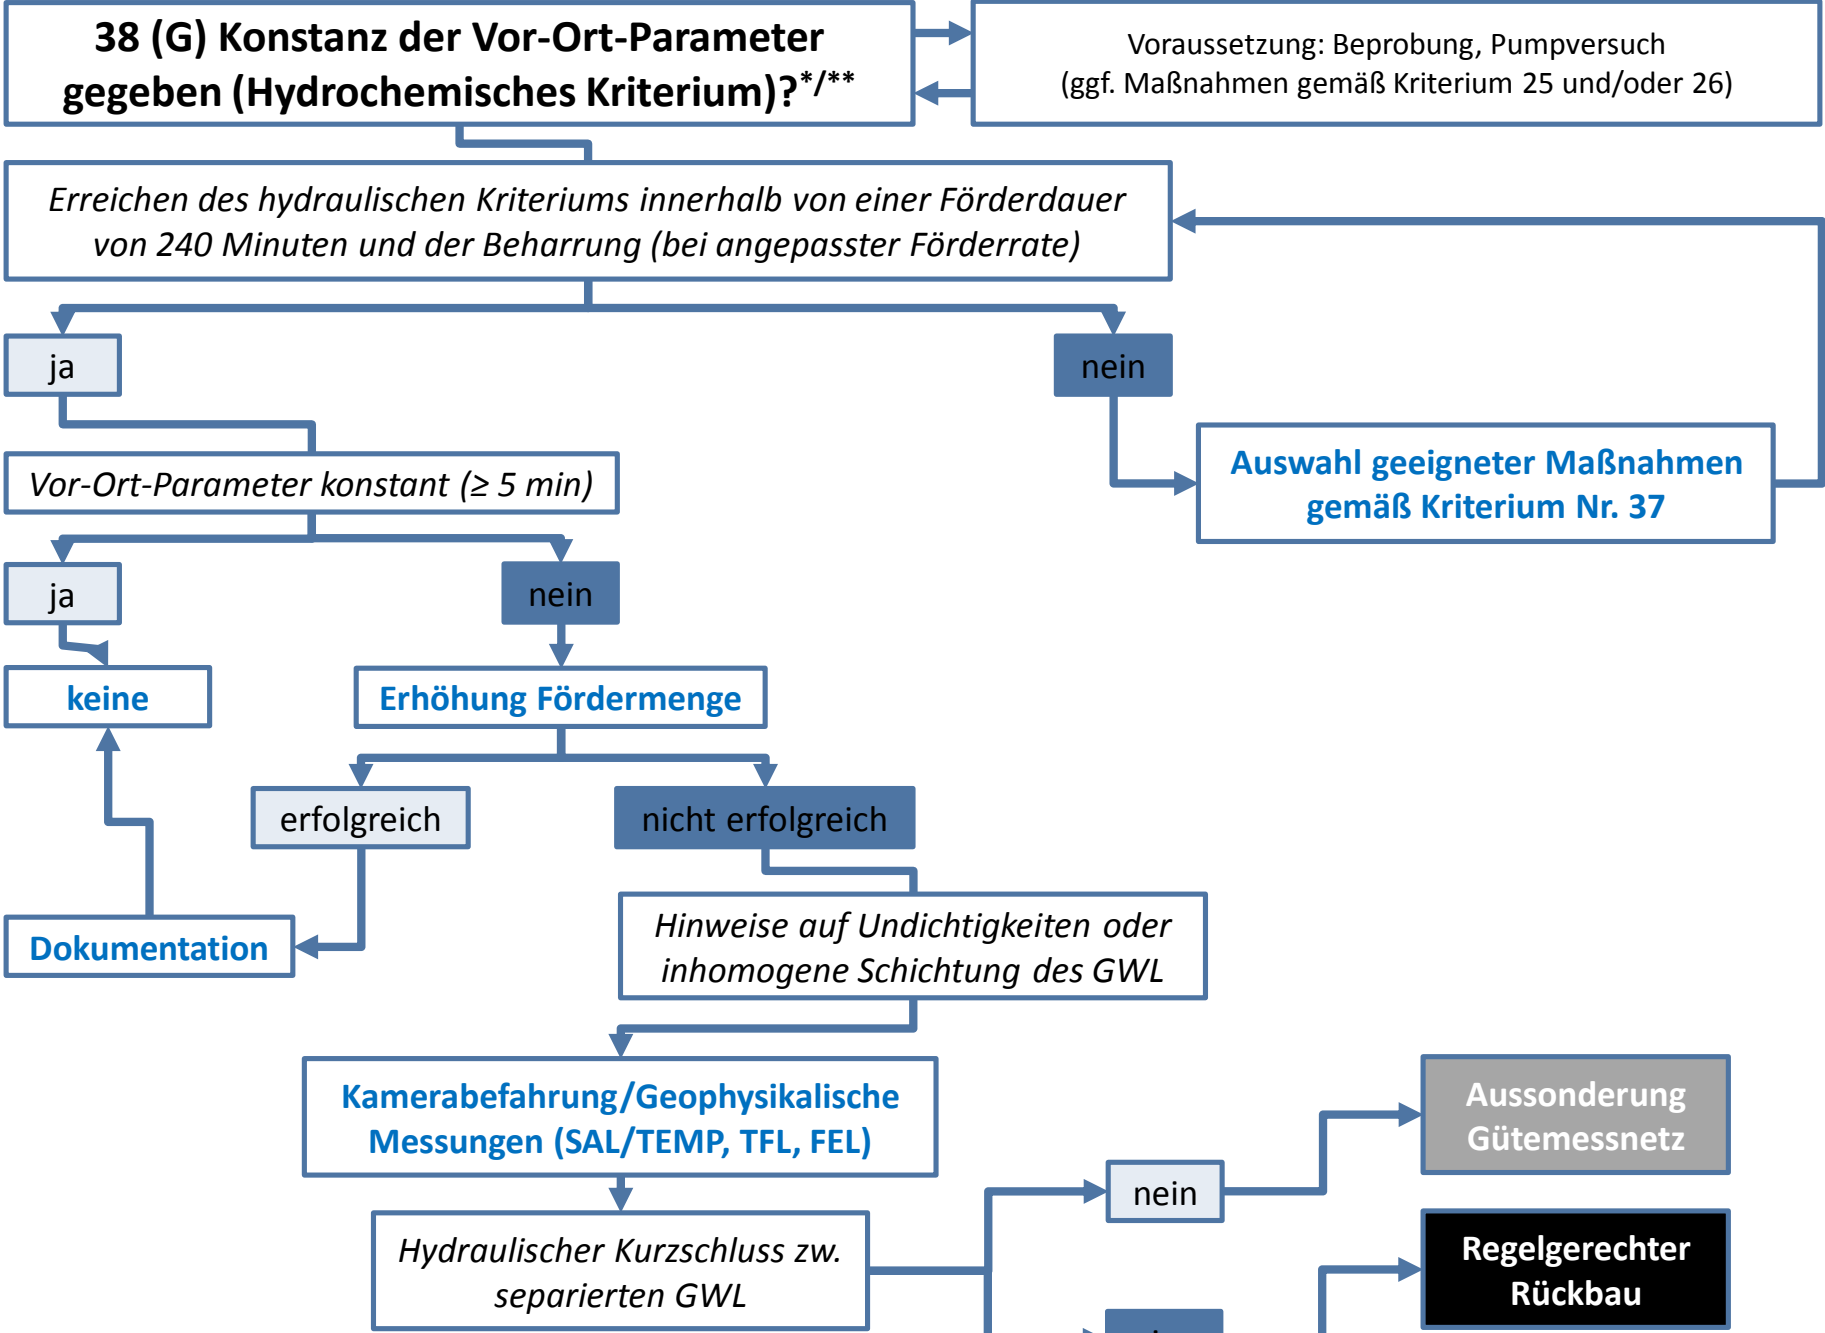 38 (G) Konstanz der Vor-Ort-Parameter
gegeben (Hydrochemisches Kriterium)?*/**
Voraussetzung: Beprobung, Pumpversuch
(ggf. Maßnahmen gemäß Kriterium 25 und/oder 26)
Erreichen des hydraulischen Kriteriums innerhalb von einer Förderdauer
von 240 Minuten und der Beharrung (bei angepasster Förderrate)
ja
nein
Auswahl geeigneter Maßnahmen
gemäß Kriterium Nr. 37
Vor-Ort-Parameter konstant (≥ 5 min)
ja
nein
keine
Erhöhung Fördermenge
erfolgreich
nicht erfolgreich
Dokumentation
Hinweise auf Undichtigkeiten oder
inhomogene Schichtung des GWL
Kamerabefahrung/Geophysikalische
Messungen (SAL/TEMP, TFL, FEL)
Aussonderung
Gütemessnetz
nein
Hydraulischer Kurzschluss zw.
separierten GWL
Regelgerechter
Rückbau